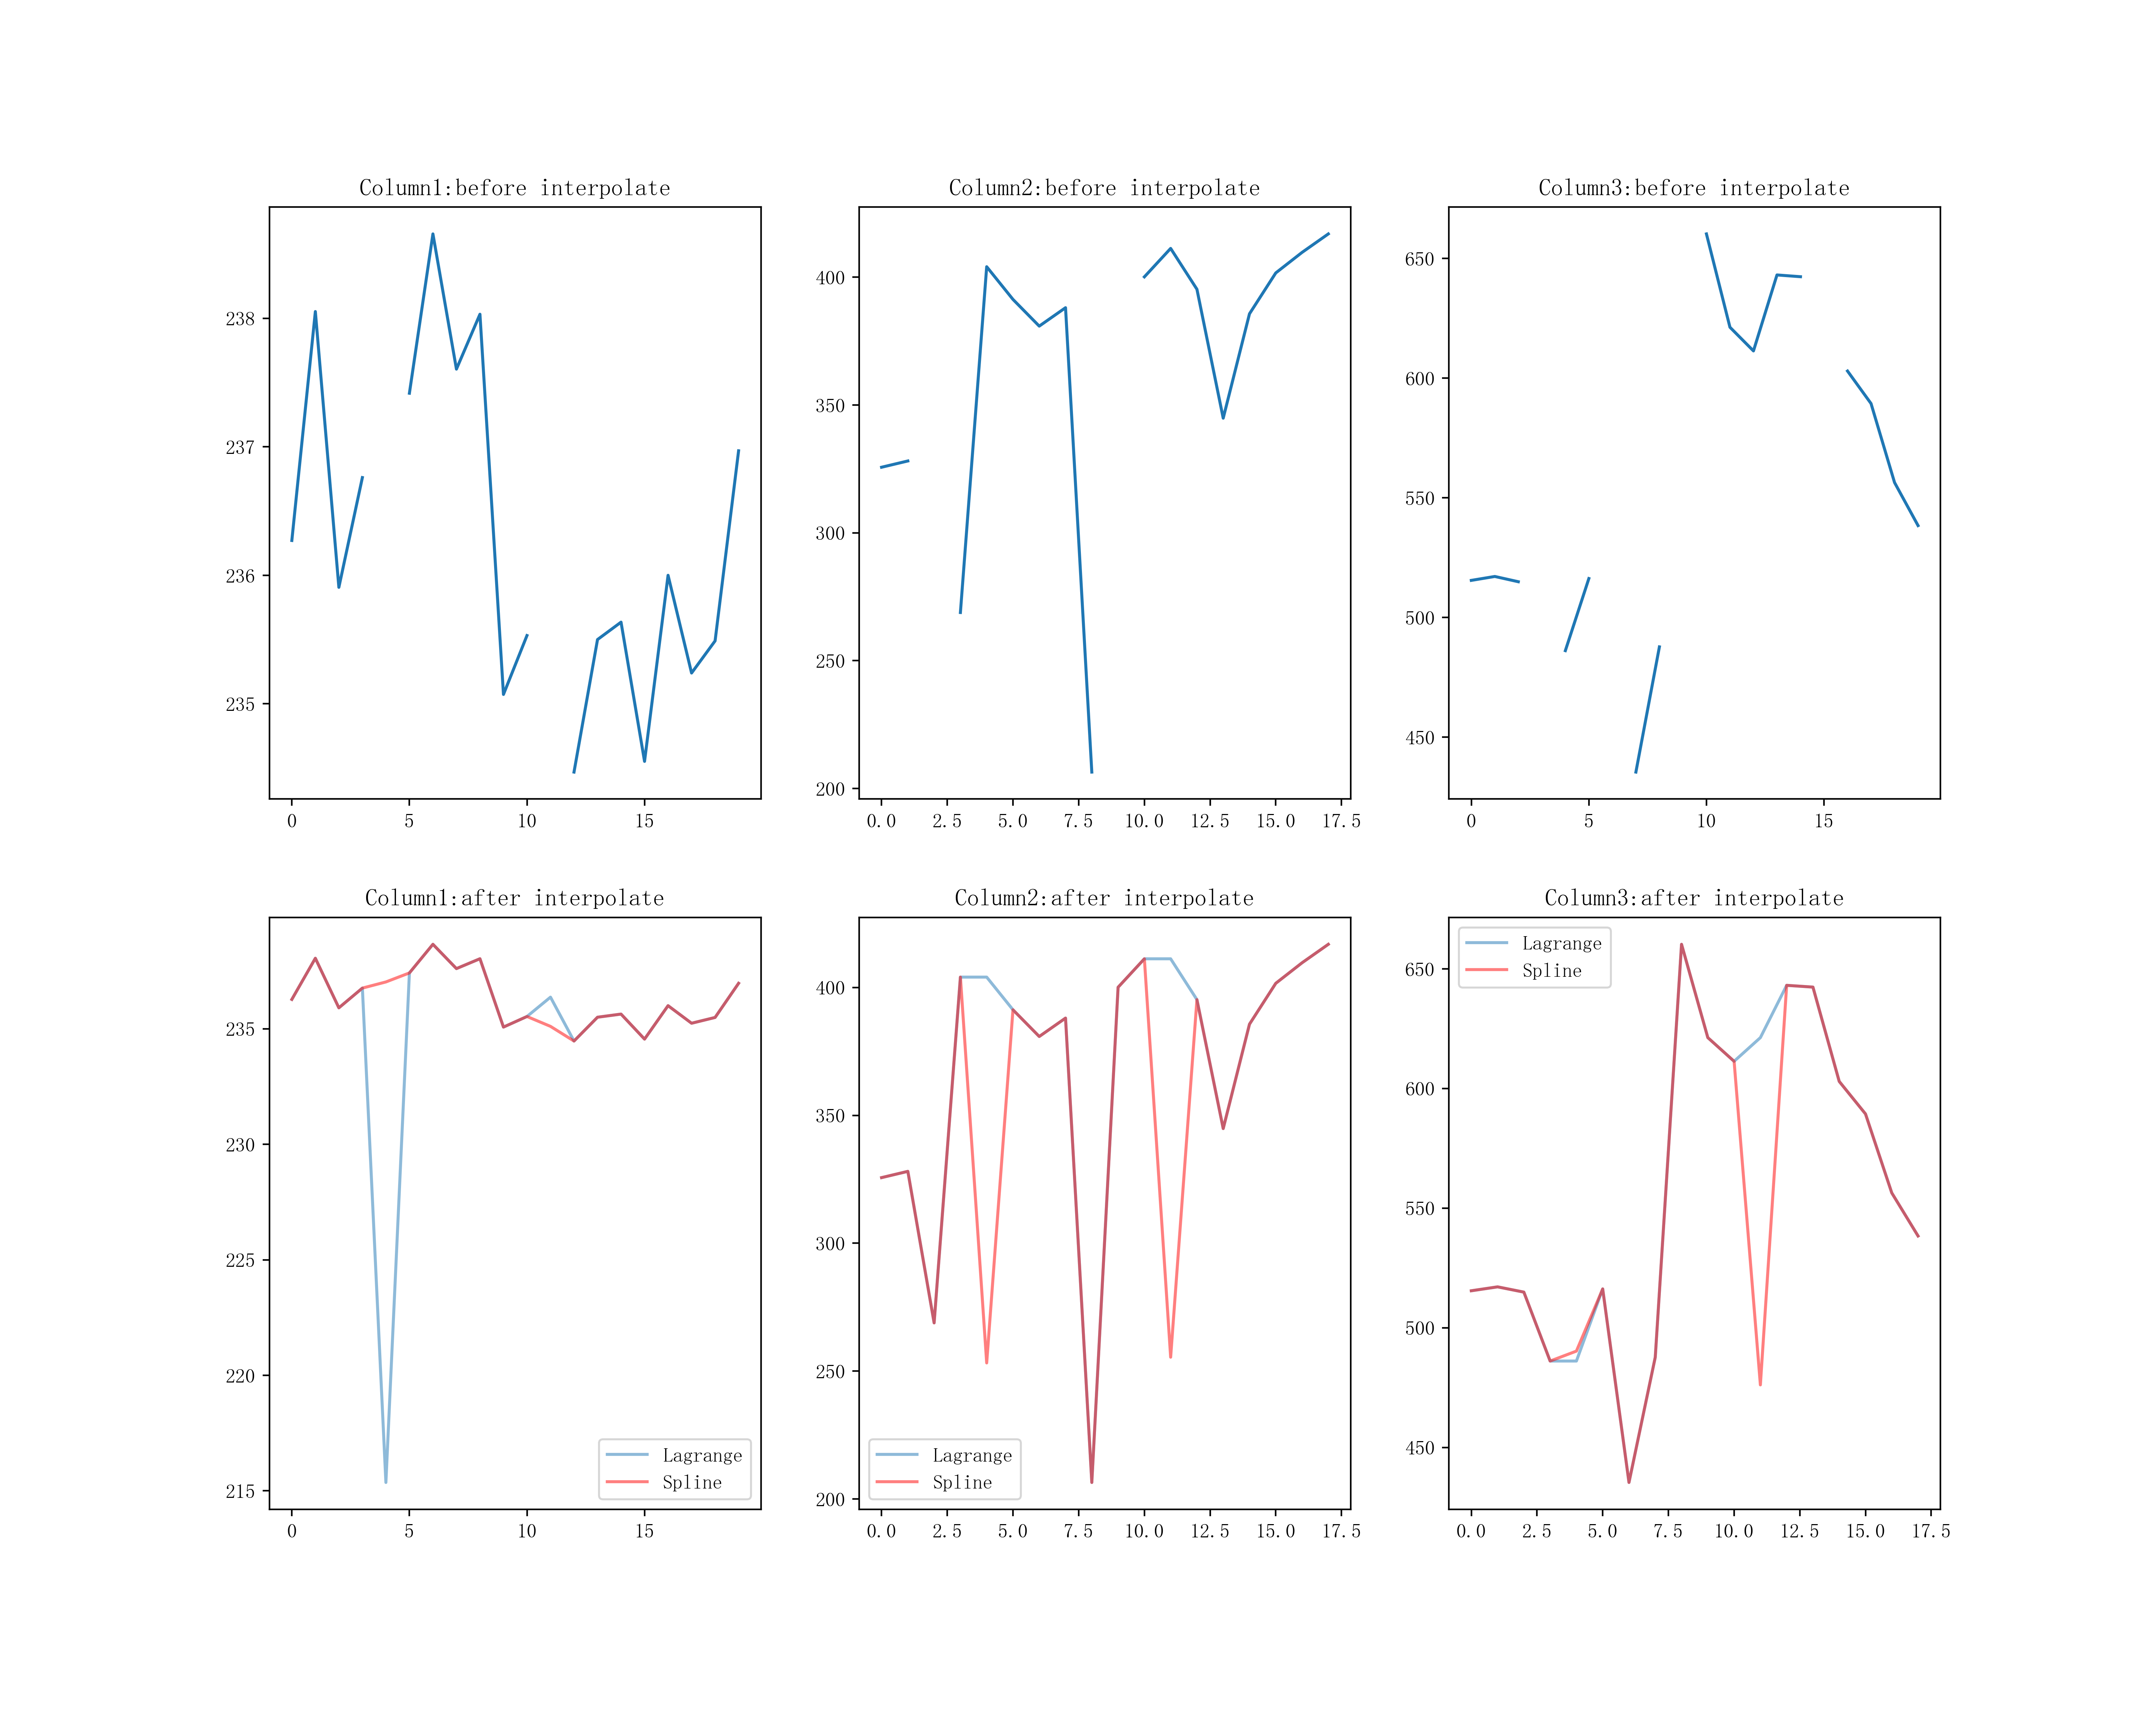 Column1:before interpolate
238
237
236
235
0 5 10 15
Column2:before interpolate
400
350
300
250
200
0.0 2.5 5.0 7.5 10.0 12.5 15.0 17.5
Column3:before interpolate
650
600
550
500
450
0 5 10 15
Column1:after interpolate
235
230
225
220
215
0 5 10 15
Lagrange
Spline
Column2:after interpolate
400
350
300
250
200
0.0 2.5 5.0 7.5 10.0 12.5 15.0 17.5
Lagrange
Spline
Column3:after interpolate
650
600
550
500
450
0.0 2.5 5.0 7.5 10.0 12.5 15.0 17.5
Lagrange
Spline